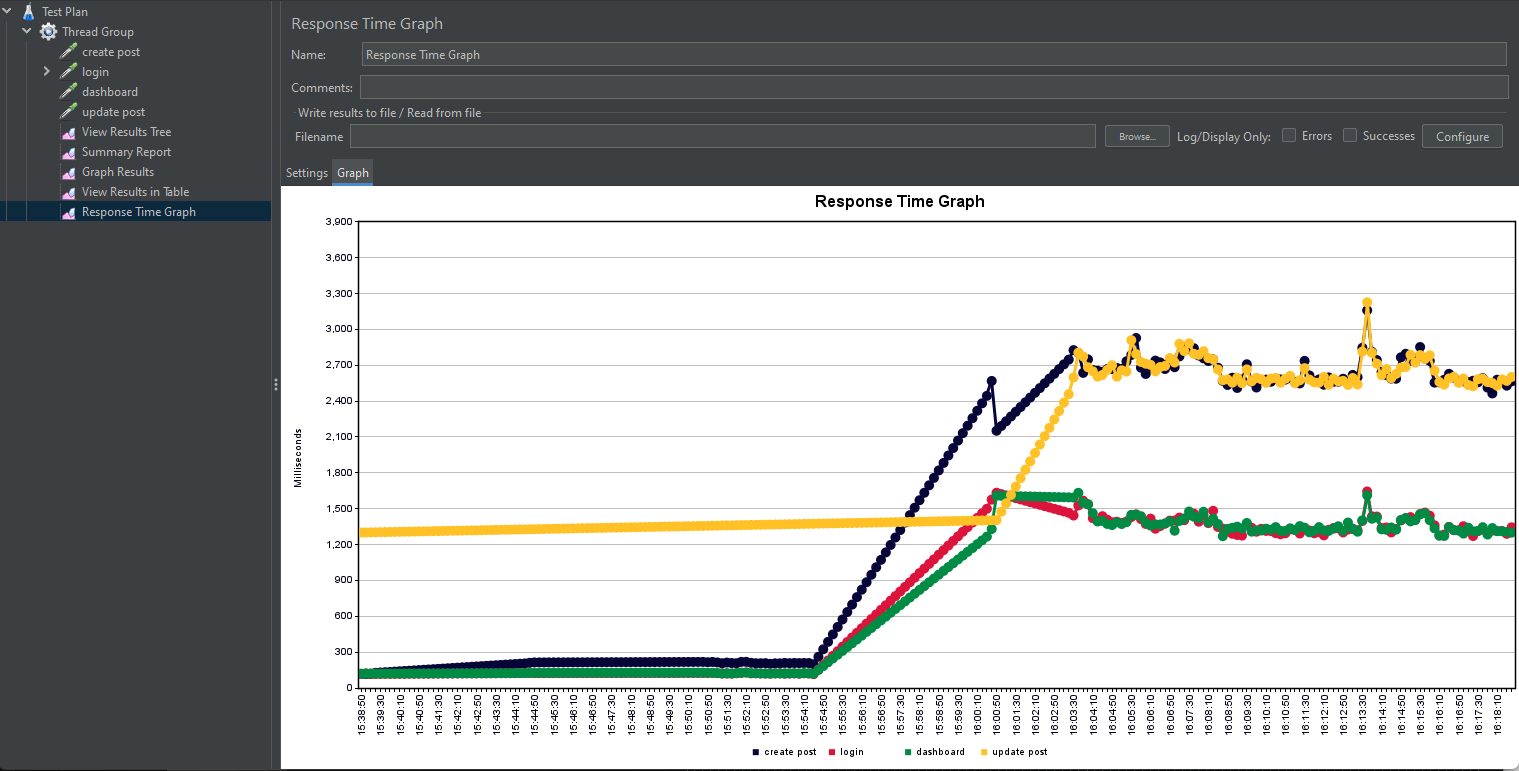 Test Plan
Thread Group
create post
login
dashboard
update post
View Results Tree
Summary Report
Graph Results
View Results in Table
Response Time Graph
Response Time Graph
Name: Response Time Graph
Comments:
Write results to file / Read from file
Filename Browse... Log/Display Only: Errors Successes Configure
Settings Graph
Response Time Graph
3,900
3,600
3,300
3,000
2,700
2,400
2,100
1,800
1,500
1,200
900
600
300
0
Milliseconds
15:38:50 15:39:30 15:40:10 15:40:50 15:41:30 15:42:10 15:42:50 15:43:30 15:44:10 15:44:50 15:45:30 15:46:10 15:46:50 15:47:30 15:48:10 15:48:50 15:49:30 15:50:10 15:50:50 15:51:30 15:52:10 15:52:50 15:53:30 15:54:10 15:54:50 15:55:30 15:56:10 15:56:50 15:57:30 15:58:10 15:58:50 15:59:30 16:00:10 16:00:50 16:01:30 16:02:10 16:02:50 16:03:30 16:04:10 16:04:50 16:05:30 16:06:10 16:06:50 16:07:30 16:08:10 16:08:50 16:09:30 16:10:10 16:10:50 16:11:30 16:12:10 16:12:50 16:13:30 16:14:10 16:14:50 16:15:30 16:16:10 16:16:50 16:17:30 16:18:10
create post login dashboard update post